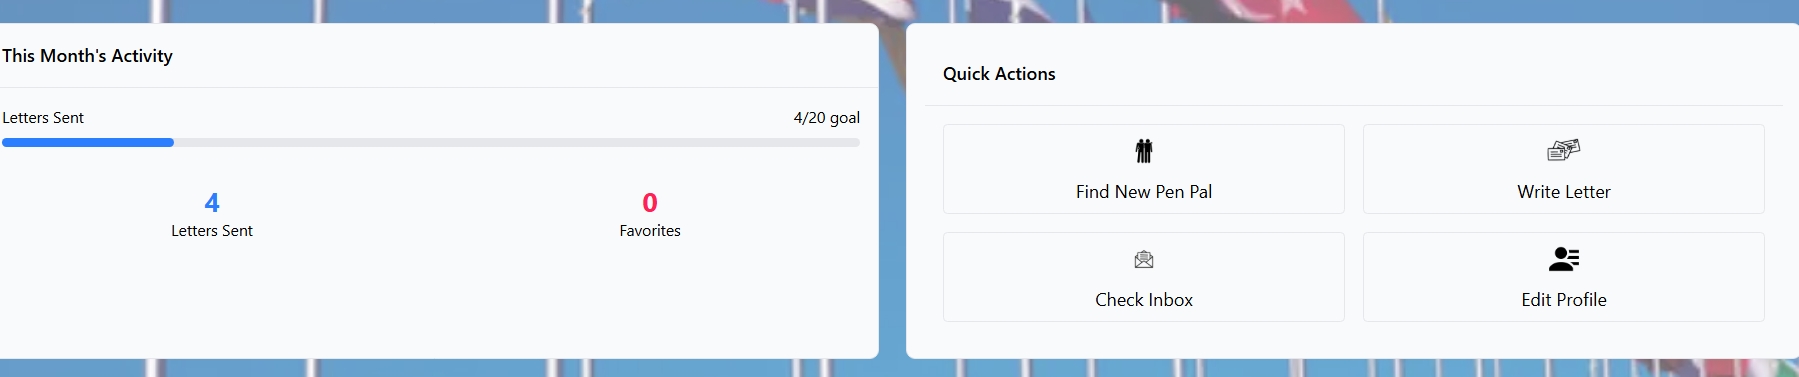 This Month's Activity
Letters Sent
4/20 goal
4
Letters Sent
0
Favorites
Quick Actions
Find New Pen Pal
Write Letter
Check Inbox
Edit Profile